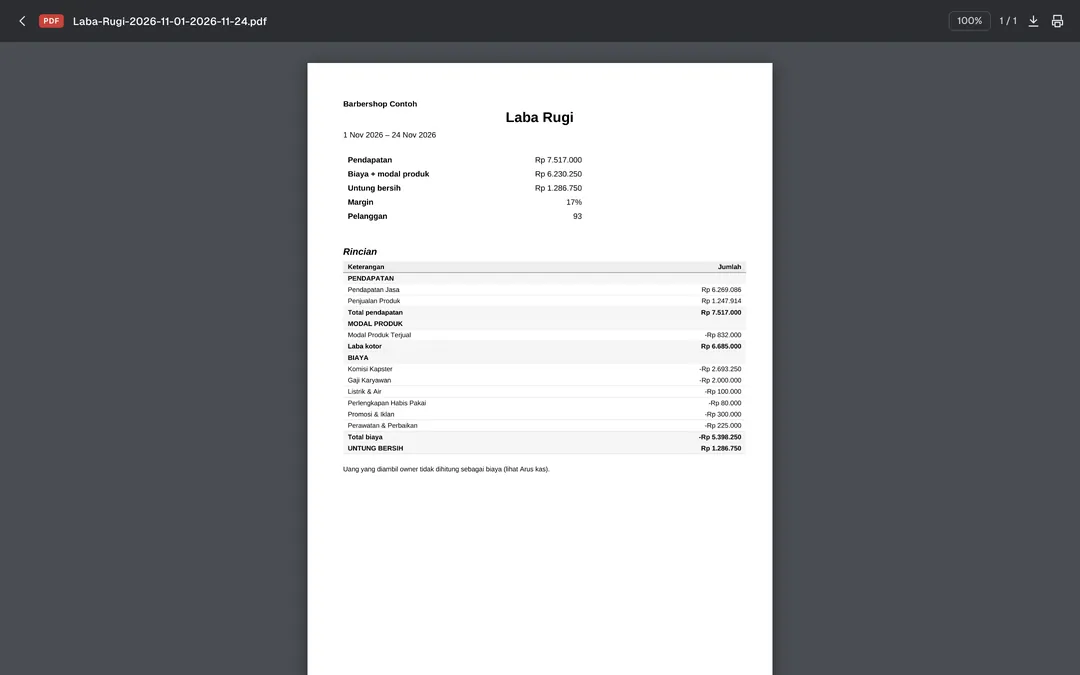 PDF Laba-Rugi-2026-11-01-2026-11-24.pdf 100% 1 / 1
Barbershop Contoh
Laba Rugi
1 Nov 2026 – 24 Nov 2026
Pendapatan Rp 7.517.000
Biaya + modal produk Rp 6.230.250
Untung bersih Rp 1.286.750
Margin 17%
Pelanggan 93
Rincian
Keterangan Jumlah
PENDAPATAN
Pendapatan Jasa Rp 6.269.086
Penjualan Produk Rp 1.247.914
Total pendapatan Rp 7.517.000
MODAL PRODUK
Modal Produk Terjual -Rp 832.000
Laba kotor Rp 6.685.000
BIAYA
Komisi Kapster -Rp 2.693.250
Gaji Karyawan -Rp 2.000.000
Listrik & Air -Rp 100.000
Perlengkapan Habis Pakai -Rp 80.000
Promosi & Iklan -Rp 300.000
Perawatan & Perbaikan -Rp 225.000
Total biaya -Rp 5.398.250
UNTUNG BERSIH Rp 1.286.750
Uang yang diambil owner tidak dihitung sebagai biaya (lihat Arus kas).